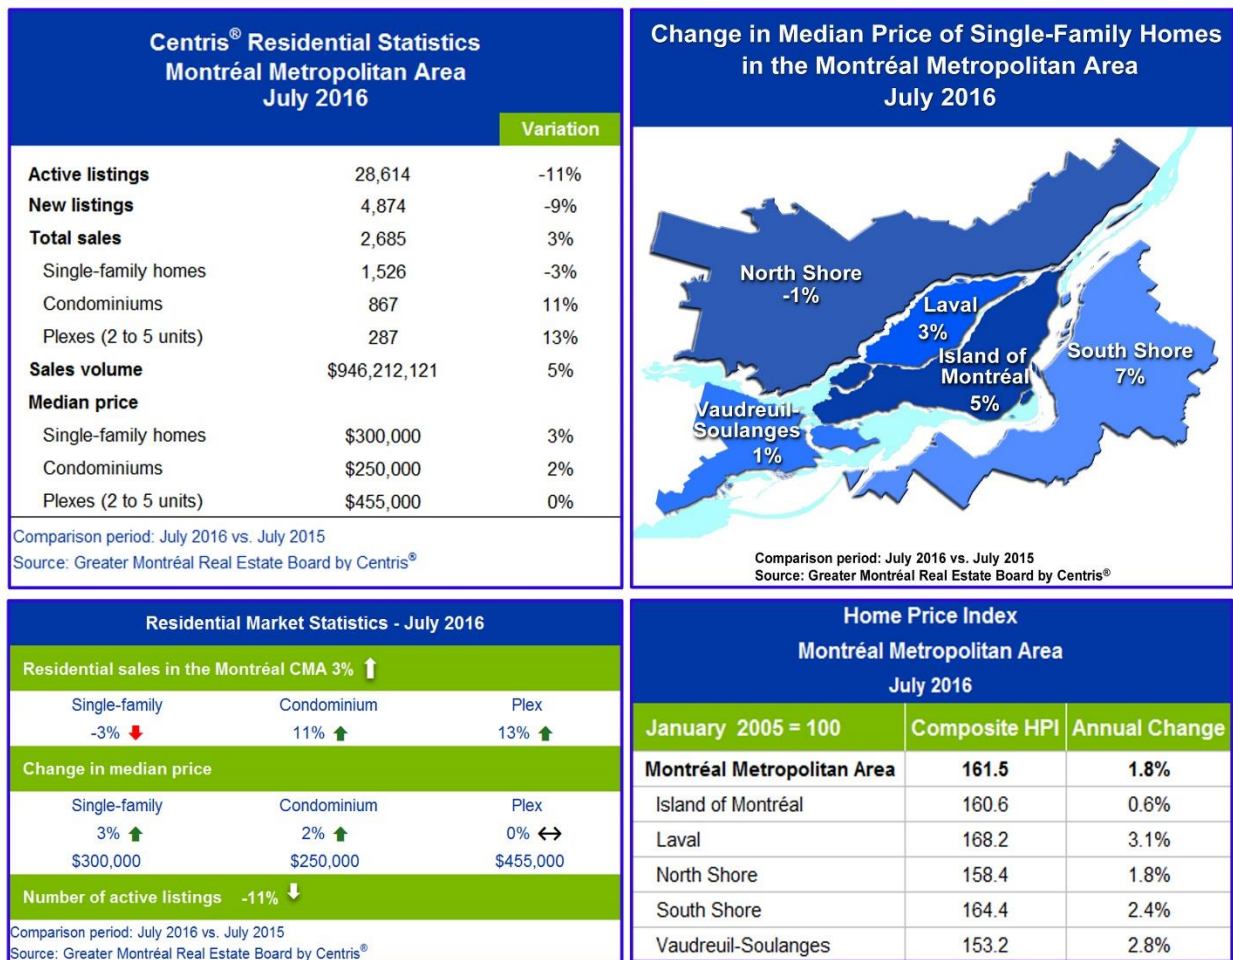 Centris® Residential Statistics
Montréal Metropolitan Area
July 2016
Variation
Active listings 28,614 -11%
New listings 4,874 -9%
Total sales 2,685 3%
Single-family homes 1,526 -3%
Condominiums 867 11%
Plexes (2 to 5 units) 287 13%
Sales volume $946,212,121 5%
Median price
Single-family homes $300,000 3%
Condominiums $250,000 2%
Plexes (2 to 5 units) $455,000 0%
Comparison period: July 2016 vs. July 2015
Source: Greater Montréal Real Estate Board by Centris®
Change in Median Price of Single-Family Homes
in the Montréal Metropolitan Area
July 2016
North Shore
-1%
Laval
3%
Island of
Montréal
5%
South Shore
7%
Vaudreuil-
Soulanges
1%
Comparison period: July 2016 vs. July 2015
Source: Greater Montréal Real Estate Board by Centris®
Residential Market Statistics - July 2016
Residential sales in the Montréal CMA 3%
Single-family Condominium Plex
-3% 11% 13%
Change in median price
Single-family Condominium Plex
3% 2% 0%
$300,000 $250,000 $455,000
Number of active listings -11%
Comparison period: July 2016 vs. July 2015
Source: Greater Montréal Real Estate Board by Centris®
Home Price Index
Montréal Metropolitan Area
July 2016
January 2005 = 100 Composite HPI Annual Change
Montréal Metropolitan Area 161.5 1.8%
Island of Montréal 160.6 0.6%
Laval 168.2 3.1%
North Shore 158.4 1.8%
South Shore 164.4 2.4%
Vaudreuil-Soulanges 153.2 2.8%